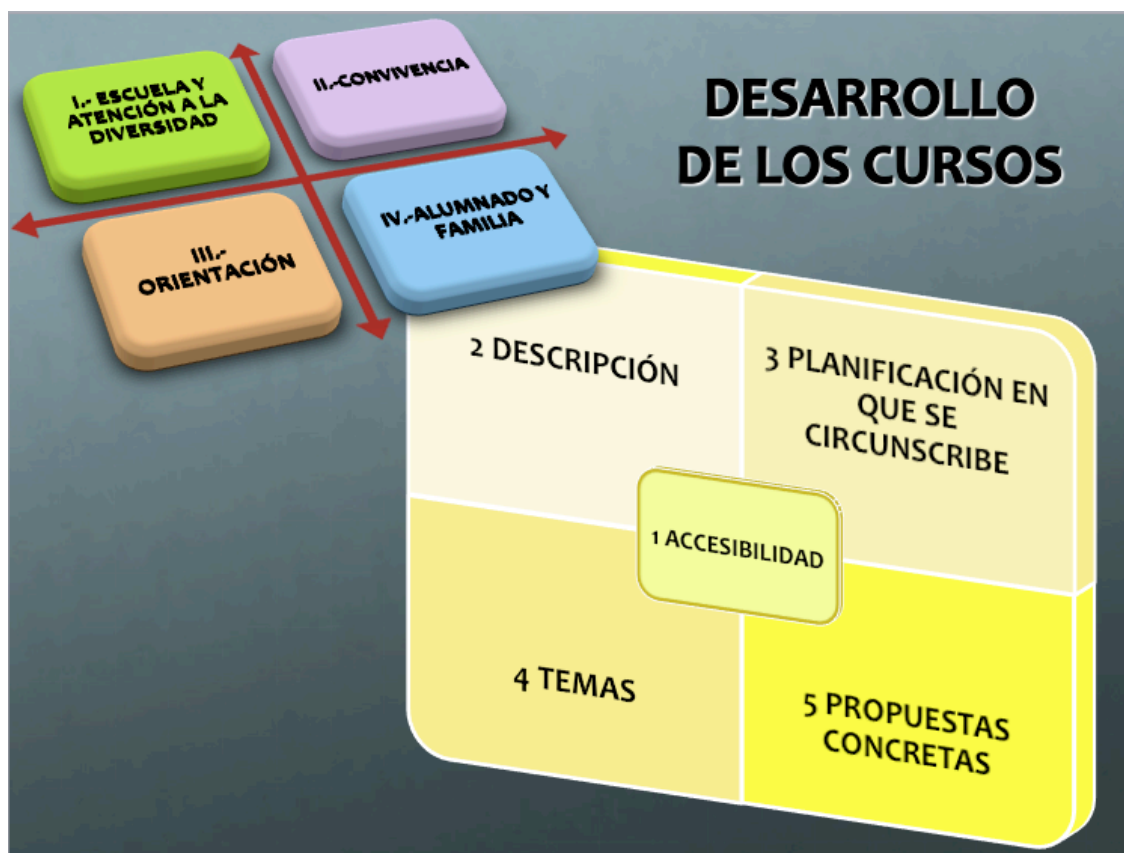 I.- ESCUELA Y
ATENCIÓN A LA
DIVERSIDAD
II.-CONVIVENCIA
III.-
ORIENTACIÓN
IV.-ALUMNADO Y
FAMILIA
DESARROLLO
DE LOS CURSOS
2 DESCRIPCIÓN
3 PLANIFICACIÓN EN
QUE SE
CIRCUNSCRIBE
1 ACCESIBILIDAD
4 TEMAS
5 PROPUESTAS
CONCRETAS